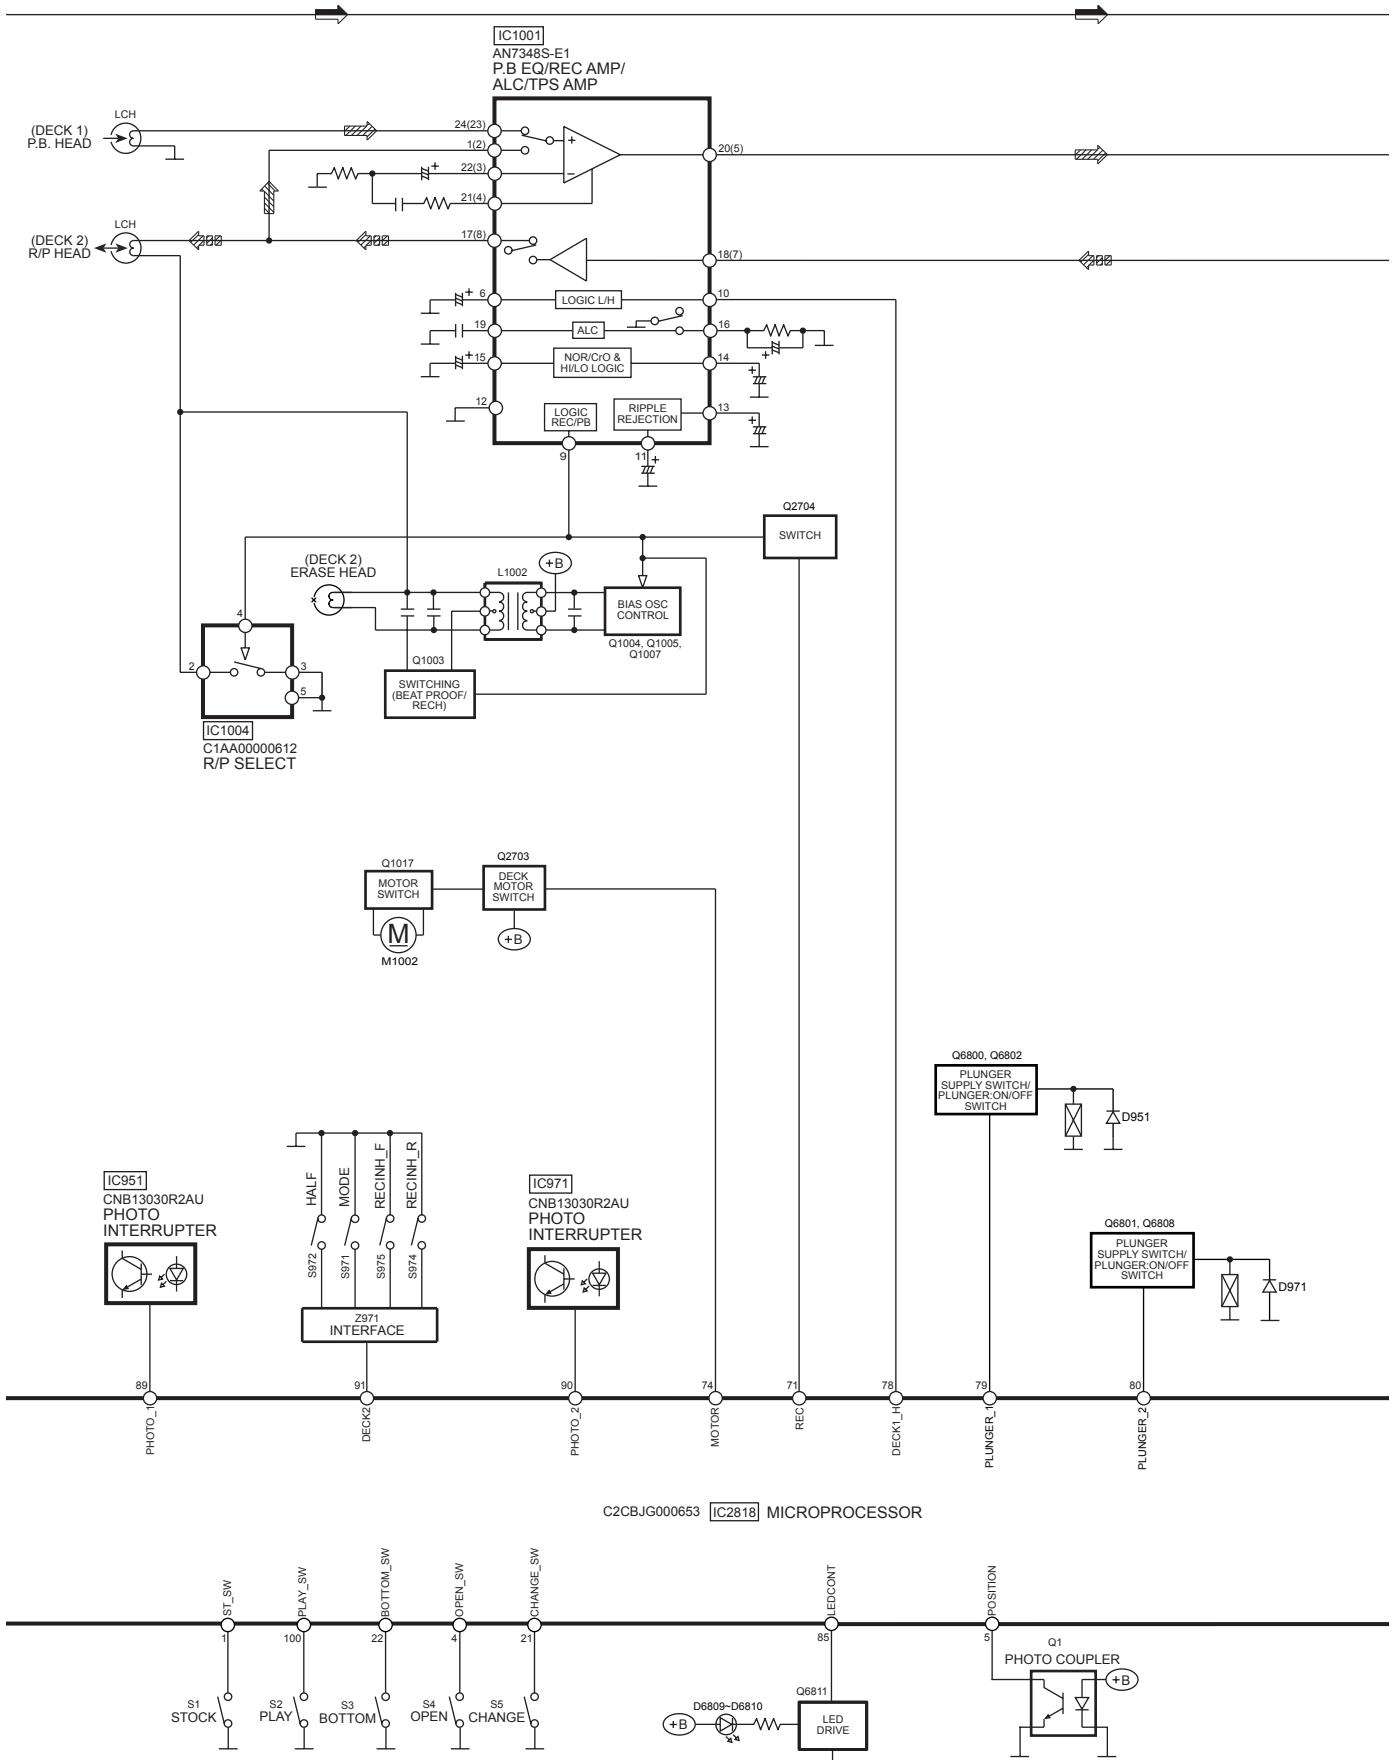 IC1001
AN7348S-E1
P.B EQ/REC AMP/
ALC/TPS AMP
LCH
(DECK 1)
P.B. HEAD
24(23)
1(2)
22(3)
21(4)
20(5)
+
−
+
LCH
(DECK 2)
R/P HEAD
17(8)
18(7)
+
6
LOGIC L/H
10
19
ALC
16
+
+
15
NOR/CrO &
HI/LO LOGIC
14
+
12
LOGIC
REC/PB
RIPPLE
REJECTION
13
+
9
11
+
Q2704
SWITCH
(DECK 2)
ERASE HEAD
L1002
+B
BIAS OSC
CONTROL
Q1004, Q1005,
Q1007
4
2
3
5
Q1003
SWITCHING
(BEAT PROOF/
RECH)
IC1004
C1AA00000612
R/P SELECT
Q1017
MOTOR
SWITCH
M
M1002
Q2703
DECK
MOTOR
SWITCH
+B
Q6800, Q6802
PLUNGER
SUPPLY SWITCH/
PLUNGER:ON/OFF
SWITCH
D951
IC951
CNB13030R2AU
PHOTO
INTERRUPTER
HALF
MODE
RECINH_F
RECINH_R
S972
S971
S975
S974
Z971
INTERFACE
IC971
CNB13030R2AU
PHOTO
INTERRUPTER
Q6801, Q6808
PLUNGER
SUPPLY SWITCH/
PLUNGER:ON/OFF
SWITCH
D971
89
91
90
74
71
78
79
80
PHOTO_1
DECK2
PHOTO_2
MOTOR
REC
DECK1_H
PLUNGER_1
PLUNGER_2
C2CBJG000653 IC2818 MICROPROCESSOR
ST_SW
PLAY_SW
BOTTOM_SW
OPEN_SW
CHANGE_SW
LEDCONT
POSITION
1
100
22
4
21
85
5
S1
STOCK
S2
PLAY
S3
BOTTOM
S4
OPEN
S5
CHANGE
+B
D6809~D6810
Q6811
LED
DRIVE
Q1
PHOTO COUPLER
+B